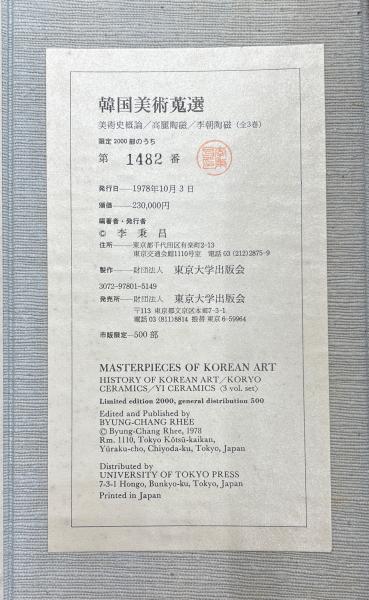 韓国美術蒐選
美術史概論/高麗陶磁/李朝陶磁(全3巻)
限定2000部のうち
第 1482 番
発行日——1978年10月3日
頒価——230,000円
編著者・発行者
© 李秉昌
住所——東京都千代田区有楽町2-13
東京交通会館1110号室 電話03(212)2875〜9
製作——財団法人 東京大学出版会
3072-97801-5149
発売所——財団法人 東京大学出版会
〒113 東京都文京区本郷7-3-1
電話03(811)8814 振替東京6-59964
市販限定—500部
MASTERPIECES OF KOREAN ART
HISTORY OF KOREAN ART/KORYO
CERAMICS/YI CERAMICS (3 vol. set)
Limited edition 2000, general distribution 500
Edited and Published by
BYUNG-CHANG RHEE
© Byung-Chang Rhee, 1978
Rm. 1110, Tokyo Kōtsū-kaikan,
Yūraku-cho, Chiyoda-ku, Tokyo, Japan
Distributed by
UNIVERSITY OF TOKYO PRESS
7-3-1 Hongo, Bunkyo-ku, Tokyo, Japan
Printed in Japan